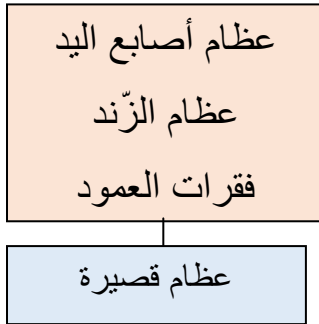 عظام أصابع اليد
عظام الزّند
فقرات العمود
عظام قصيرة